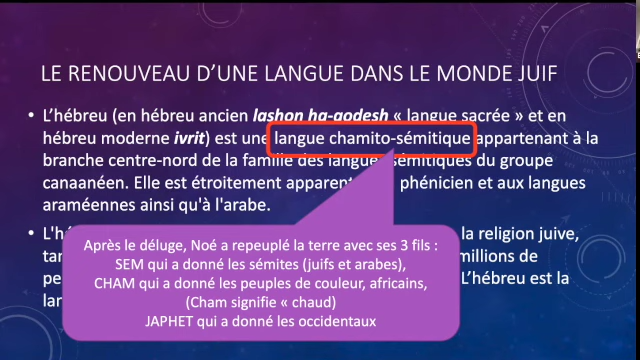 LE RENOUVEAU D'UNE LANGUE DANS LE MONDE JUIF
• L'hébreu (en hébreu ancien lashon ha-qodesh « langue sacrée » et en
hébreu moderne ivrit) est une langue chamito-sémitique appartenant à la
branche centre-nord de la famille des langues sémitiques du groupe
canaanéen. Elle est étroitement apparent phénicien et aux langues
araméennes ainsi qu'à l'arabe.
• la religion juive,
millions de
L'hébreu est la
Après le déluge, Noé a repeuplé la terre avec ses 3 fils :
SEM qui a donné les sémites (juifs et arabes),
CHAM qui a donné les peuples de couleur, africains,
(Cham signifie « chaud)
JAPHET qui a donné les occidentaux